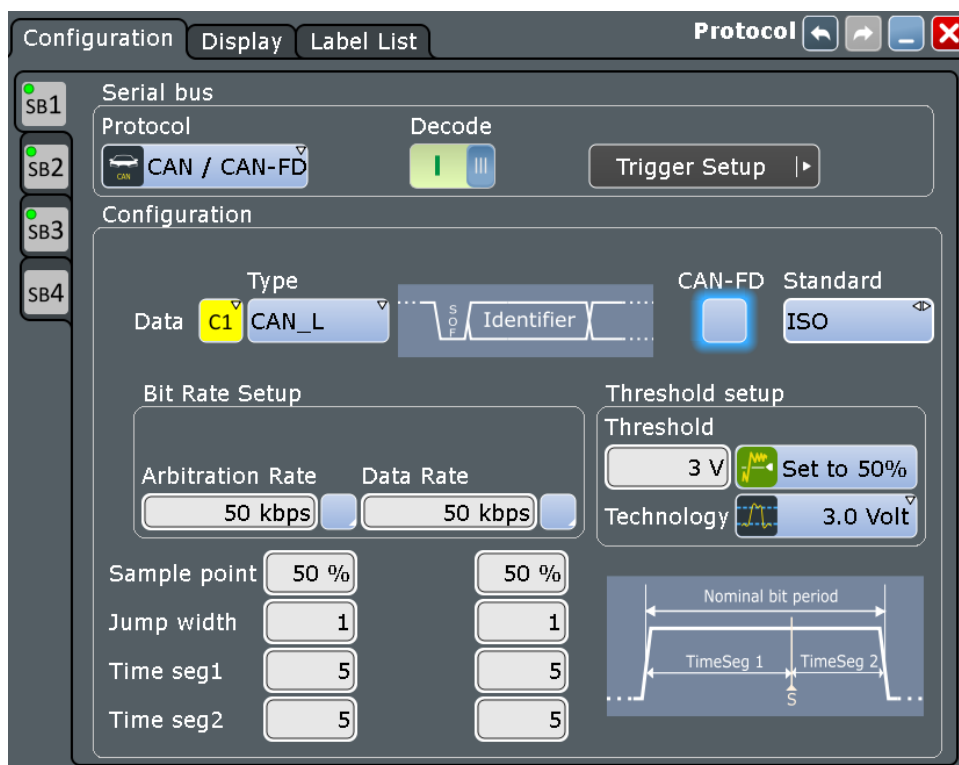 Configuration Display Label List Protocol
SB1
SB2
SB3
SB4
Serial bus
Protocol Decode
CAN CAN / CAN-FD I III Trigger Setup
Configuration
Type CAN-FD Standard
Data C1 CAN_L SOF Identifier ISO
Bit Rate Setup Threshold setup
Threshold
3 V N Set to 50%
Arbitration Rate Data Rate
50 kbps 50 kbps
Technology 3.0 Volt
Sample point 50 % 50 %
Jump width 1 1
Time seg1 5 5
Time seg2 5 5
Nominal bit period
TimeSeg 1 TimeSeg 2
S